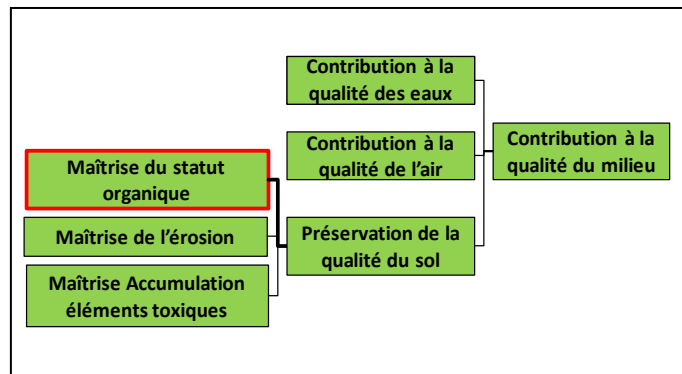 Contribution à la
qualité des eaux
Contribution à la
qualité de l'air
Contribution à la
qualité du milieu
Maîtrise du statut
organique
Maîtrise de l'érosion
Préservation de la
qualité du sol
Maîtrise Accumulation
éléments toxiques